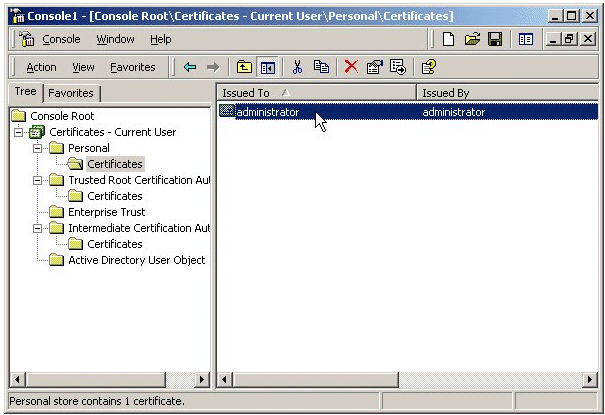 Console1 - [Console Root\Certificates - Current User\Personal\Certificates]
Console Window Help
Action View Favorites
Tree Favorites
Issued To Issued By
Console Root
administrator administrator
Certificates - Current User
Personal
Certificates
Trusted Root Certification Aut
Certificates
Enterprise Trust
Intermediate Certification Aut
Certificates
Active Directory User Object
Personal store contains 1 certificate.